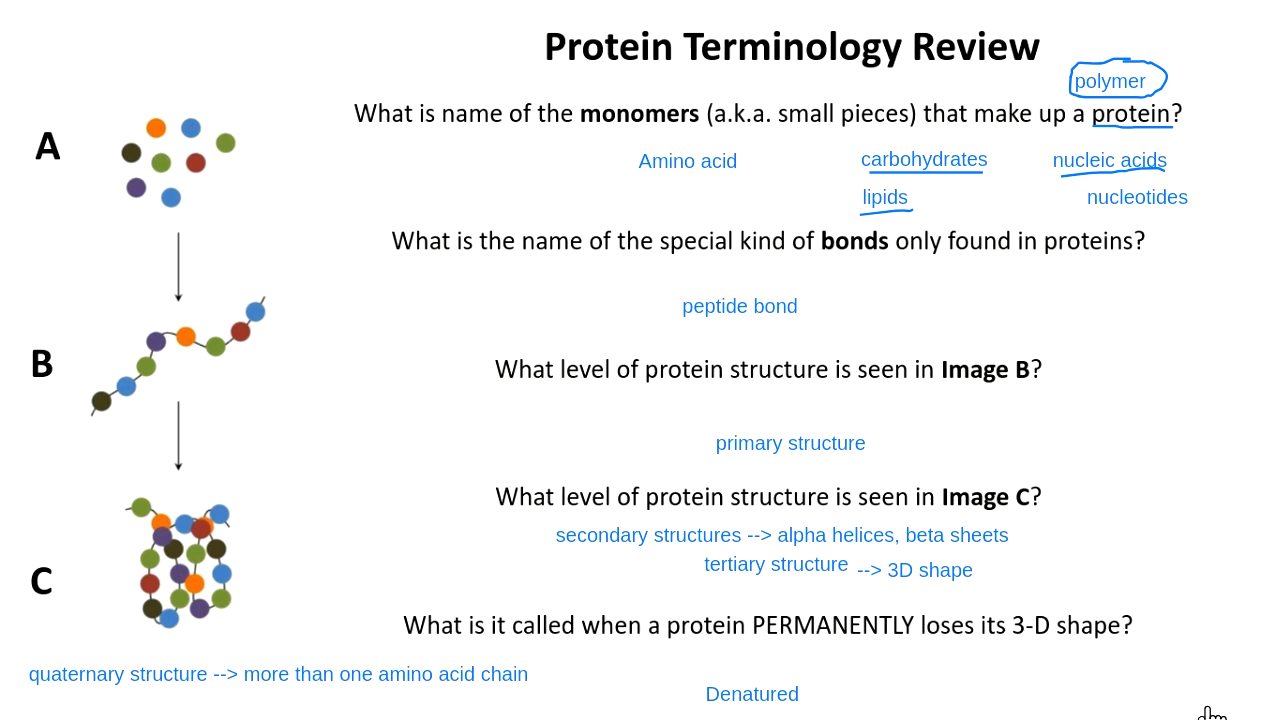 Protein Terminology Review
polymer
What is name of the monomers (a.k.a. small pieces) that make up a protein?
A
Amino acid
carbohydrates
nucleic acids
lipids
nucleotides
What is the name of the special kind of bonds only found in proteins?
peptide bond
B
What level of protein structure is seen in Image B?
primary structure
What level of protein structure is seen in Image C?
secondary structures --> alpha helices, beta sheets
tertiary structure --> 3D shape
C
What is it called when a protein PERMANENTLY loses its 3-D shape?
quaternary structure --> more than one amino acid chain
Denatured